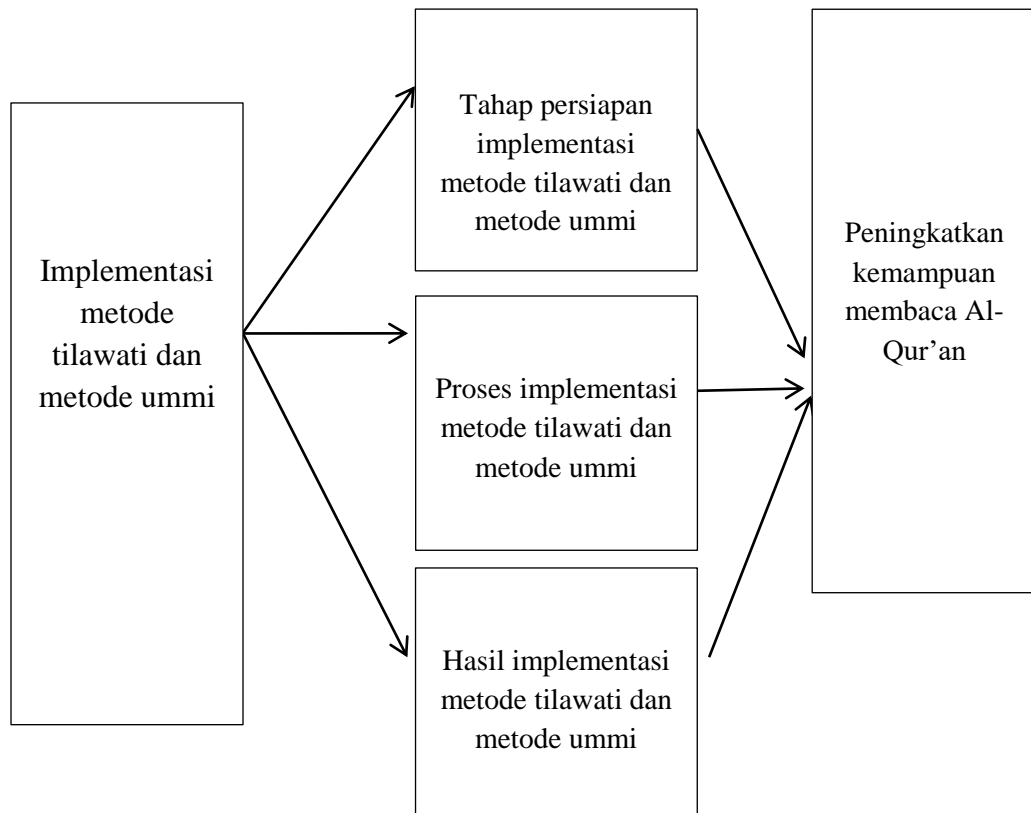 Implementasi
metode
tilawati dan
metode ummi
Tahap persiapan
implementasi
metode tilawati dan
metode ummi
Proses implementasi
metode tilawati dan
metode ummi
Hasil implementasi
metode tilawati dan
metode ummi
Peningkatkan
kemampuan
membaca Al-
Qur’an